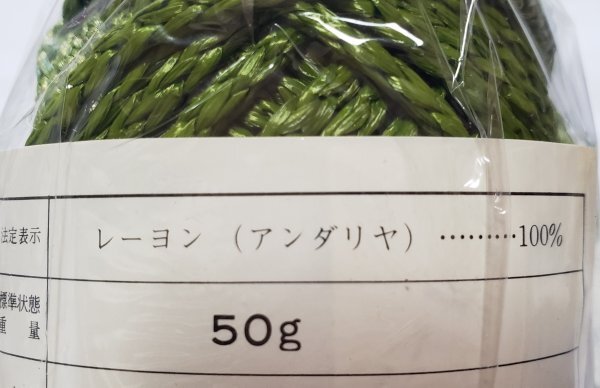 法定表示 レーヨン (アンダリヤ) ………100%
標準状態
重量 50g